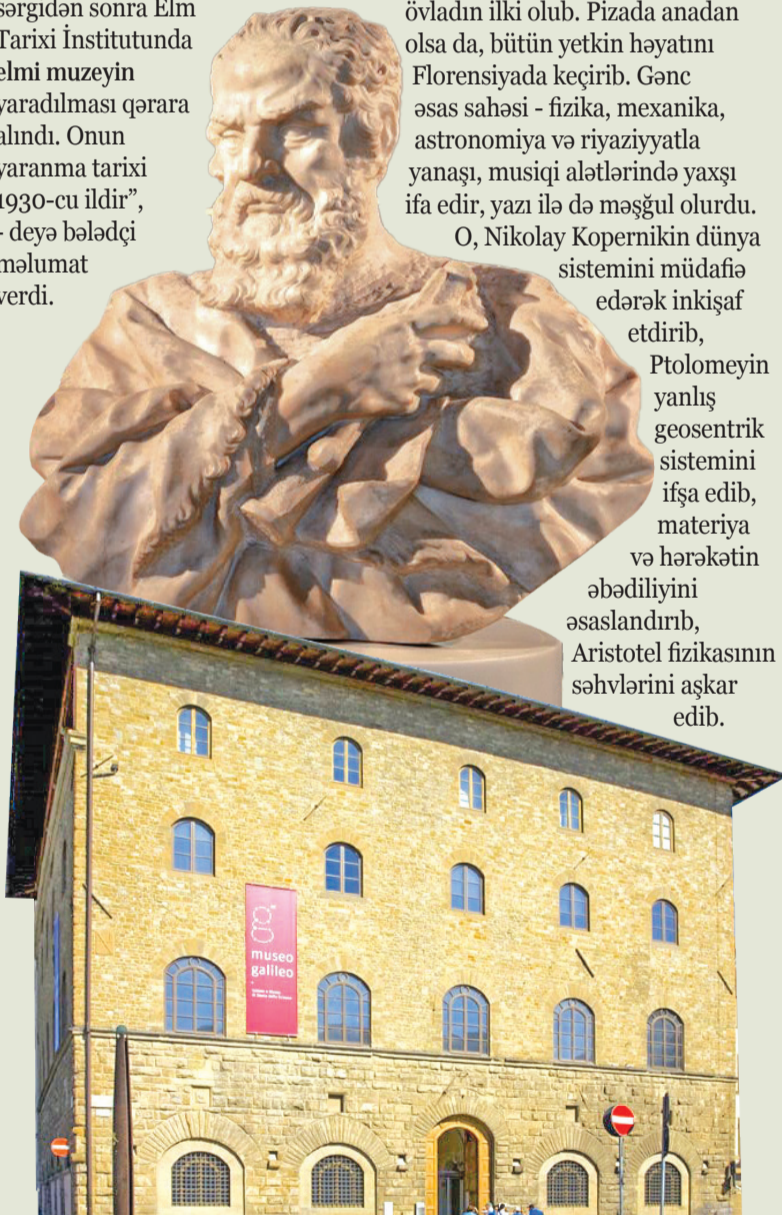 sərgidən sonra Elm
Tarixi İnstitutunda
elmi muzeyin
yaradılması qərara
alındı. Onun
yaranma tarixi
1930-cu ildir”,
- deyə bələdçi
məlumat
verdi.
övladın ilki olub. Pizada anadan
olsa da, bütün yetkin həyatını
Florensiyada keçirib. Gənc
əsas sahəsi - fizika, mexanika,
astronomiya və riyaziyyatla
yanaşı, musiqi alətlərində yaxşı
ifa edir, yazı ilə də məşğul olurdu.
O, Nikolay Kopernikin dünya
sistemini müdafiə
edərək inkişaf
etdirib,
Ptolomeyin
yanlış
geosentrik
sistemini
ifşa edib,
materiya
və hərəkətin
əbədiliyini
əsaslandırıb,
Aristotel fizikasının
səhvlərini aşkar
edib.
g
museo
galileo